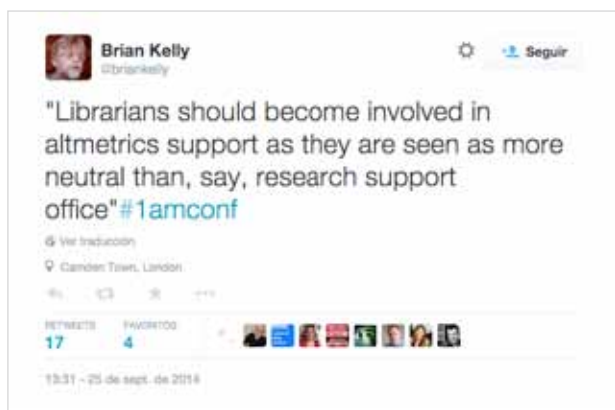 Brian Kelly
@briankelly
Seguir
"Librarians should become involved in
altmetrics support as they are seen as more
neutral than, say, research support
office"#1amconf
Ver traducción
Camden Town, London
RETWEETS
FAVORITOS
17
4
13:31 - 25 de sept. de 2014